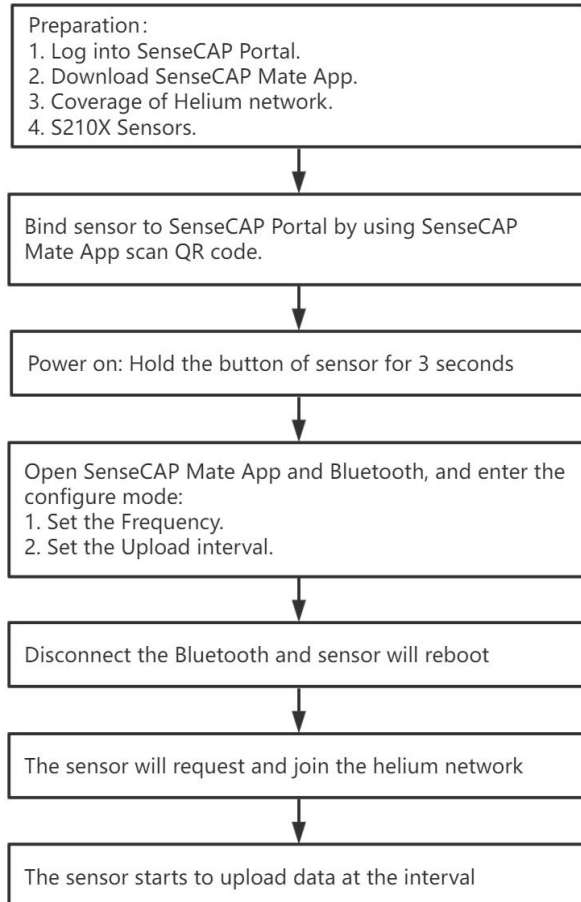 Preparation:
1. Log into SenseCAP Portal.
2. Download SenseCAP Mate App.
3. Coverage of Helium network.
4. S210X Sensors.
Bind sensor to SenseCAP Portal by using SenseCAP
Mate App scan QR code.
Power on: Hold the button of sensor for 3 seconds
Open SenseCAP Mate App and Bluetooth, and enter the
configure mode:
1. Set the Frequency.
2. Set the Upload interval.
Disconnect the Bluetooth and sensor will reboot
The sensor will request and join the helium network
The sensor starts to upload data at the interval